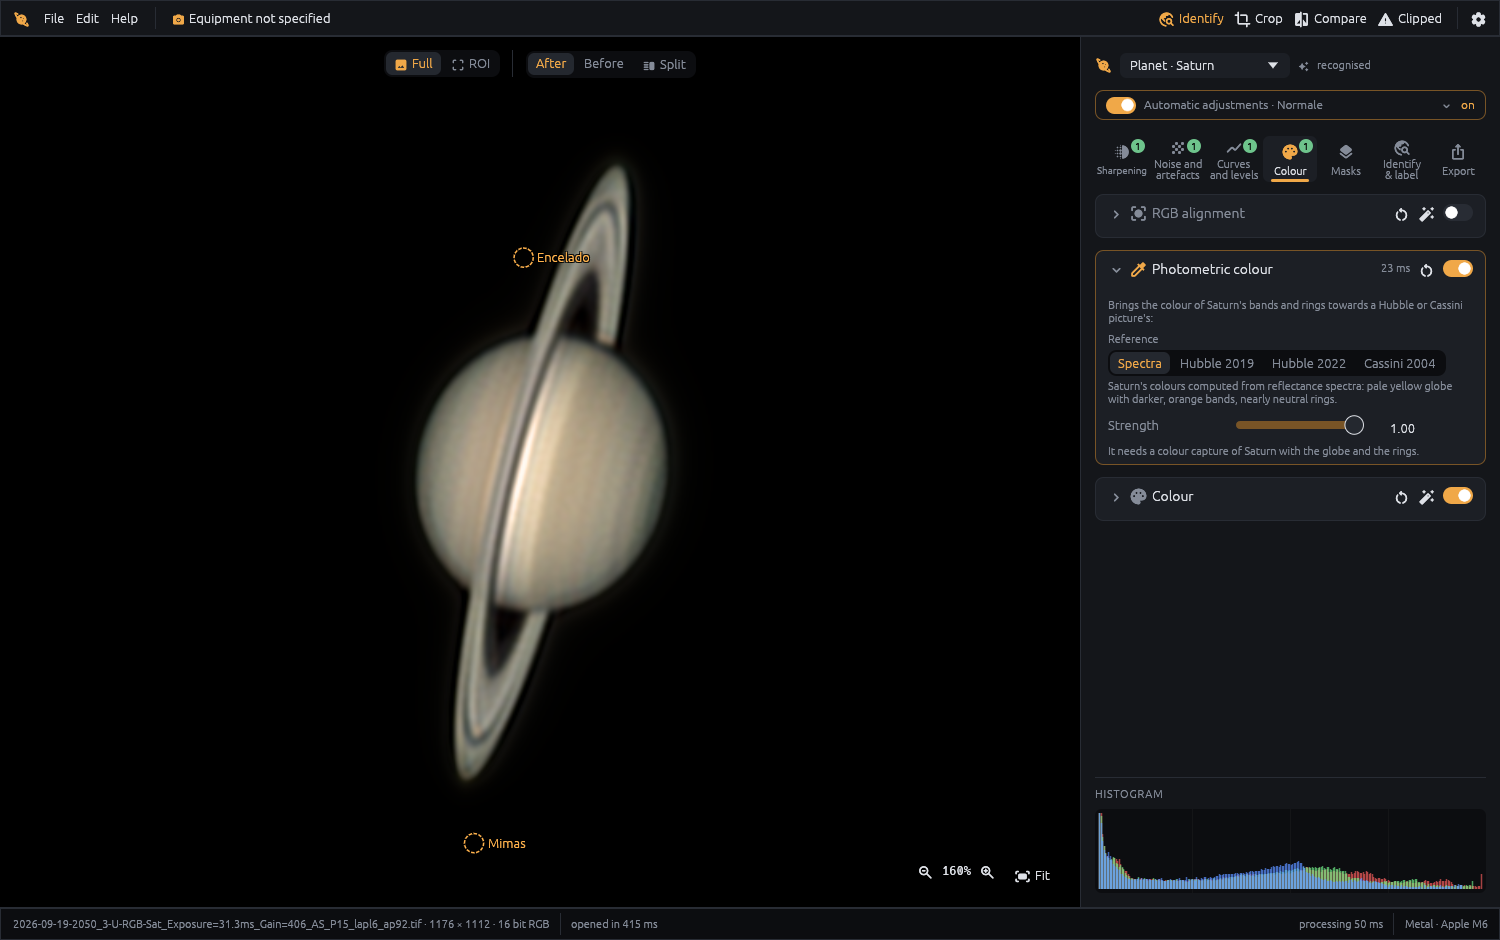 File Edit Help Equipment not specified Identify Crop Compare Clipped
Full ROI After Before Split
Planet · Saturn recognised
Automatic adjustments · Normale on
Sharpening 1
Noise and artefacts 1
Curves and levels 1
Colour 1
Masks
Identify & label
Export
RGB alignment
Photometric colour 23 ms
Brings the colour of Saturn's bands and rings towards a Hubble or Cassini
picture's:
Reference
Spectra Hubble 2019 Hubble 2022 Cassini 2004
Saturn's colours computed from reflectance spectra: pale yellow globe
with darker, orange bands, nearly neutral rings.
Strength 1.00
It needs a colour capture of Saturn with the globe and the rings.
Colour
Encelado
Mimas
160% Fit
HISTOGRAM
2026-09-19-2050_3-U-RGB-Sat_Exposure=31.3ms_Gain=406_AS_P15_lapl6_ap92.tif · 1176 × 1112 · 16 bit RGB opened in 415 ms processing 50 ms Metal · Apple M6